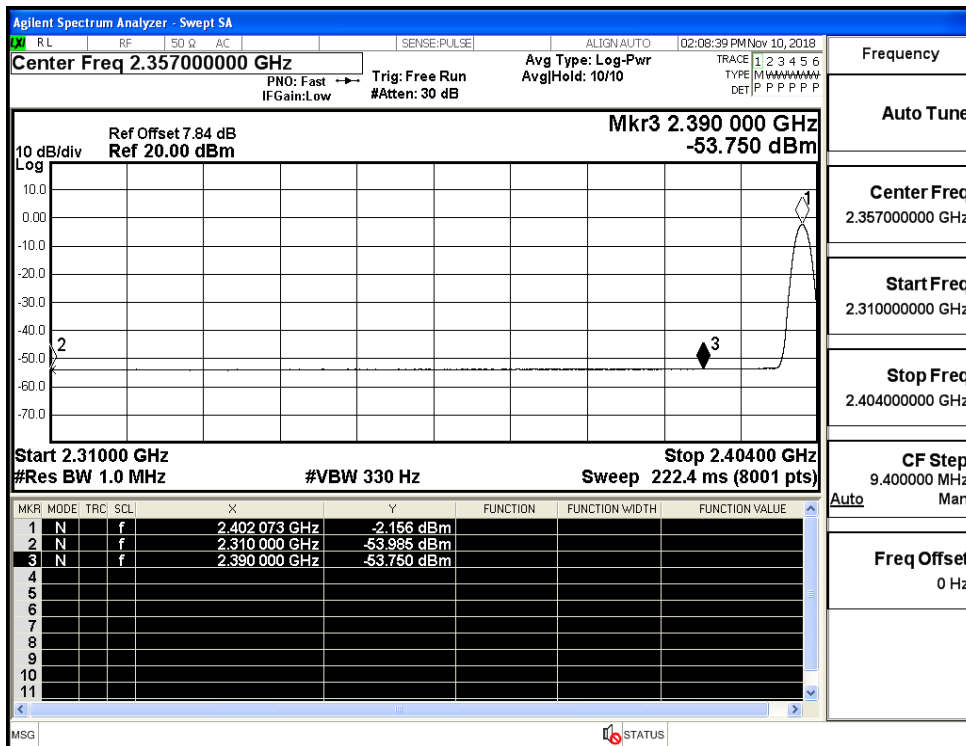 Agilent Spectrum Analyzer - Swept SA
LXI RL RF 50 Ω AC SENSE:PULSE ALIGN AUTO 02:08:39 PM Nov 10, 2018
Center Freq 2.357000000 GHz
PNO: Fast
IFGain:Low
Trig: Free Run
#Atten: 30 dB
Avg Type: Log-Pwr
Avg|Hold: 10/10
TRACE 1 2 3 4 5 6
TYPE M WWWWW
DET P P P P P P
Ref Offset 7.84 dB
10 dB/div Ref 20.00 dBm
Log
Mkr3 2.390 000 GHz
-53.750 dBm
10.0
0.00
-10.0
-20.0
-30.0
-40.0
-50.0
-60.0
-70.0
1
2
3
Start 2.31000 GHz Stop 2.40400 GHz
#Res BW 1.0 MHz #VBW 330 Hz Sweep 222.4 ms (8001 pts)
MKR MODE TRC SCL X Y FUNCTION FUNCTION WIDTH FUNCTION VALUE
1 N f 2.402 073 GHz -2.156 dBm
2 N f 2.310 000 GHz -53.985 dBm
3 N f 2.390 000 GHz -53.750 dBm
4
5
6
7
8
9
10
11
MSG STATUS
Frequency
Auto Tune
Center Freq
2.357000000 GHz
Start Freq
2.310000000 GHz
Stop Freq
2.404000000 GHz
CF Step
9.400000 MHz
Auto Man
Freq Offset
0 Hz